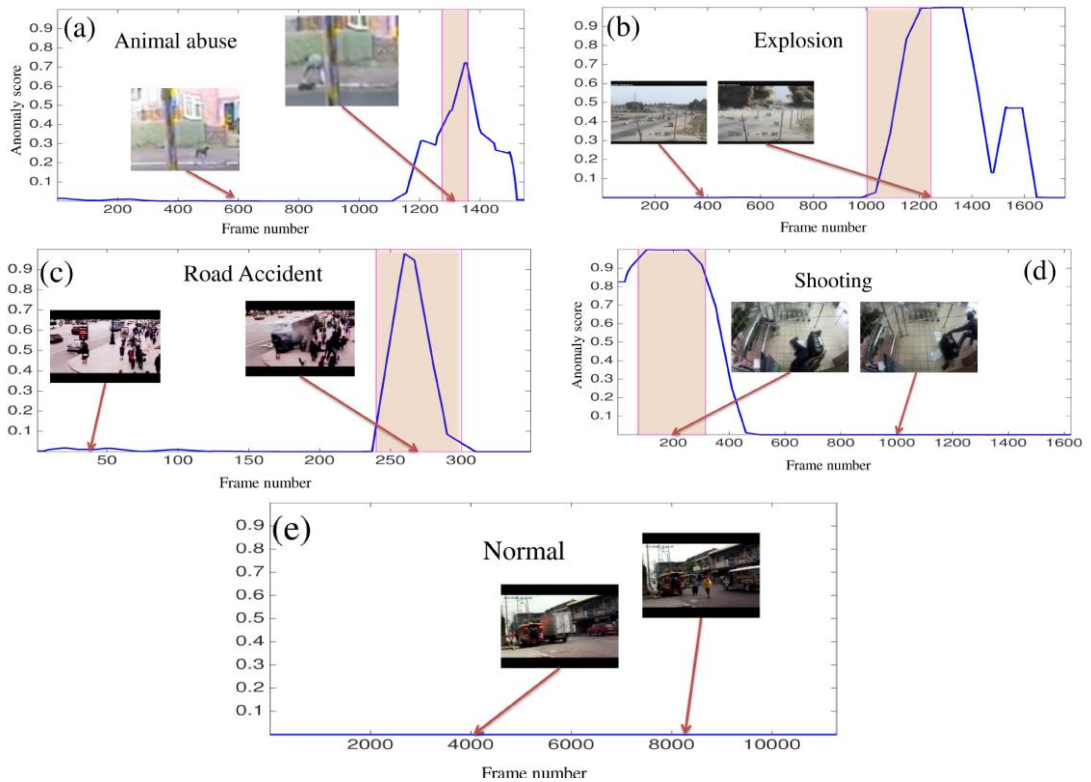 (a)
Animal abuse
Anomaly score
0.9
0.8
0.7
0.6
0.5
0.4
0.3
0.2
0.1
200 400 600 800 1000 1200 1400
Frame number
(b)
Explosion
0.9
0.8
0.7
0.6
0.5
0.4
0.3
0.2
0.1
200 400 600 800 1000 1200 1400 1600
Frame number
(c)
Road Accident
0.9
0.8
0.7
0.6
0.5
0.4
0.3
0.2
0.1
50 100 150 200 250 300
Frame number
(d)
Shooting
Anomaly score
0.9
0.8
0.7
0.6
0.5
0.4
0.3
0.2
0.1
200 400 600 800 1000 1200 1400 1600
Frame number
(e)
Normal
0.9
0.8
0.7
0.6
0.5
0.4
0.3
0.2
0.1
2000 4000 6000 8000 10000
Frame number